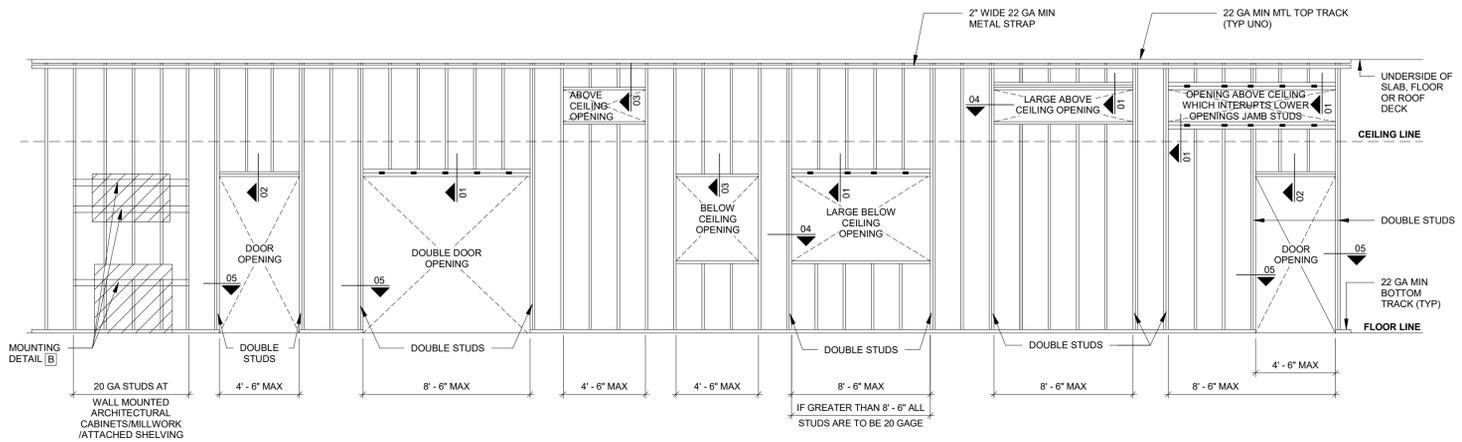 2" WIDE 22 GA MIN
METAL STRAP
22 GA MIN MTL TOP TRACK
(TYP UNO)
UNDERSIDE OF
SLAB, FLOOR
OR ROOF
DECK
ABOVE
CEILING
OPENING
03
04
LARGE ABOVE
CEILING OPENING
01
OPENING ABOVE CEILING
WHICH INTERUPTS LOWER
OPENINGS JAMB STUDS
01
CEILING LINE
01
02
01
03
01
02
BELOW
CEILING
OPENING
LARGE BELOW
CEILING
OPENING
04
DOUBLE STUDS
DOOR
OPENING
DOUBLE DOOR
OPENING
DOOR
OPENING
05
05
05
05
22 GA MIN
BOTTOM
TRACK (TYP)
FLOOR LINE
MOUNTING
DETAIL B
DOUBLE
STUDS
DOUBLE STUDS
DOUBLE STUDS
DOUBLE STUDS
4' - 6" MAX
20 GA STUDS AT
WALL MOUNTED
ARCHITECTURAL
CABINETS/MILLWORK
/ATTACHED SHELVING
4' - 6" MAX
8' - 6" MAX
4' - 6" MAX
4' - 6" MAX
8' - 6" MAX
8' - 6" MAX
8' - 6" MAX
IF GREATER THAN 8' - 6" ALL
STUDS ARE TO BE 20 GAGE